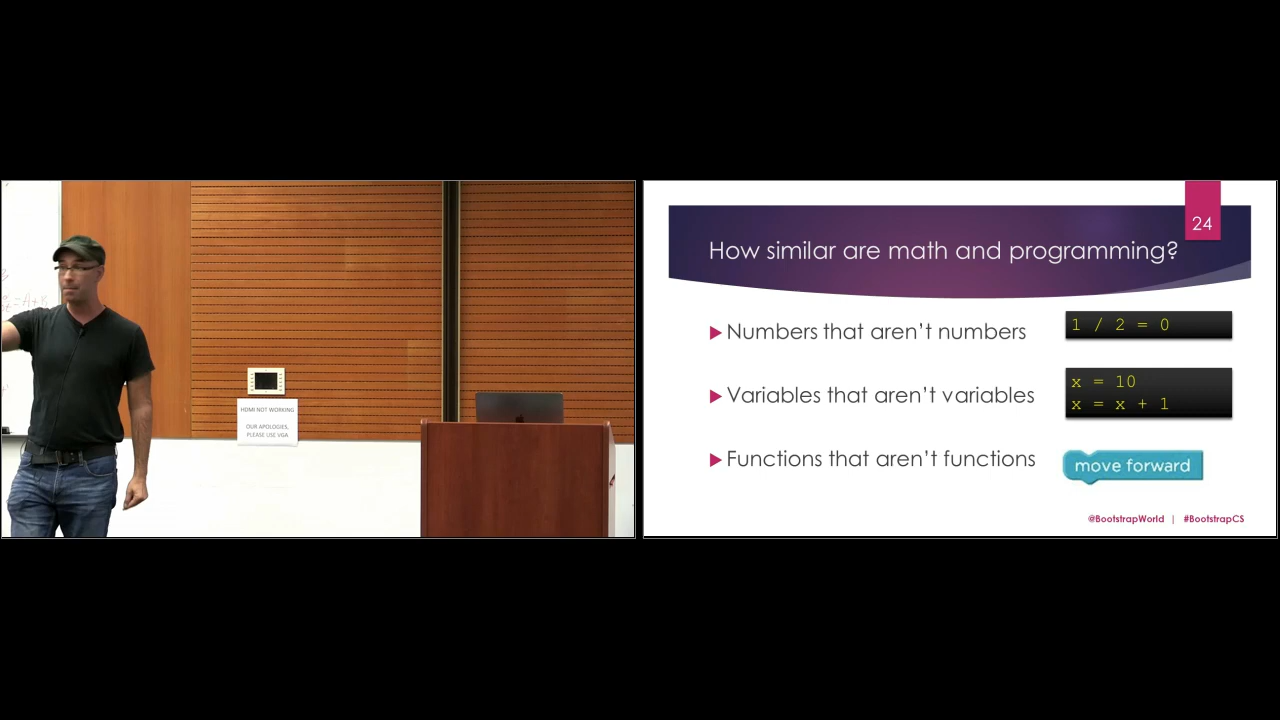 HDMI NOT WORKING
OUR APOLOGIES,
PLEASE USE VGA
24
How similar are math and programming?
Numbers that aren't numbers
1 / 2 = 0
Variables that aren't variables
x = 10
x = x + 1
Functions that aren't functions
move forward
@BootstrapWorld | #BootstrapCS